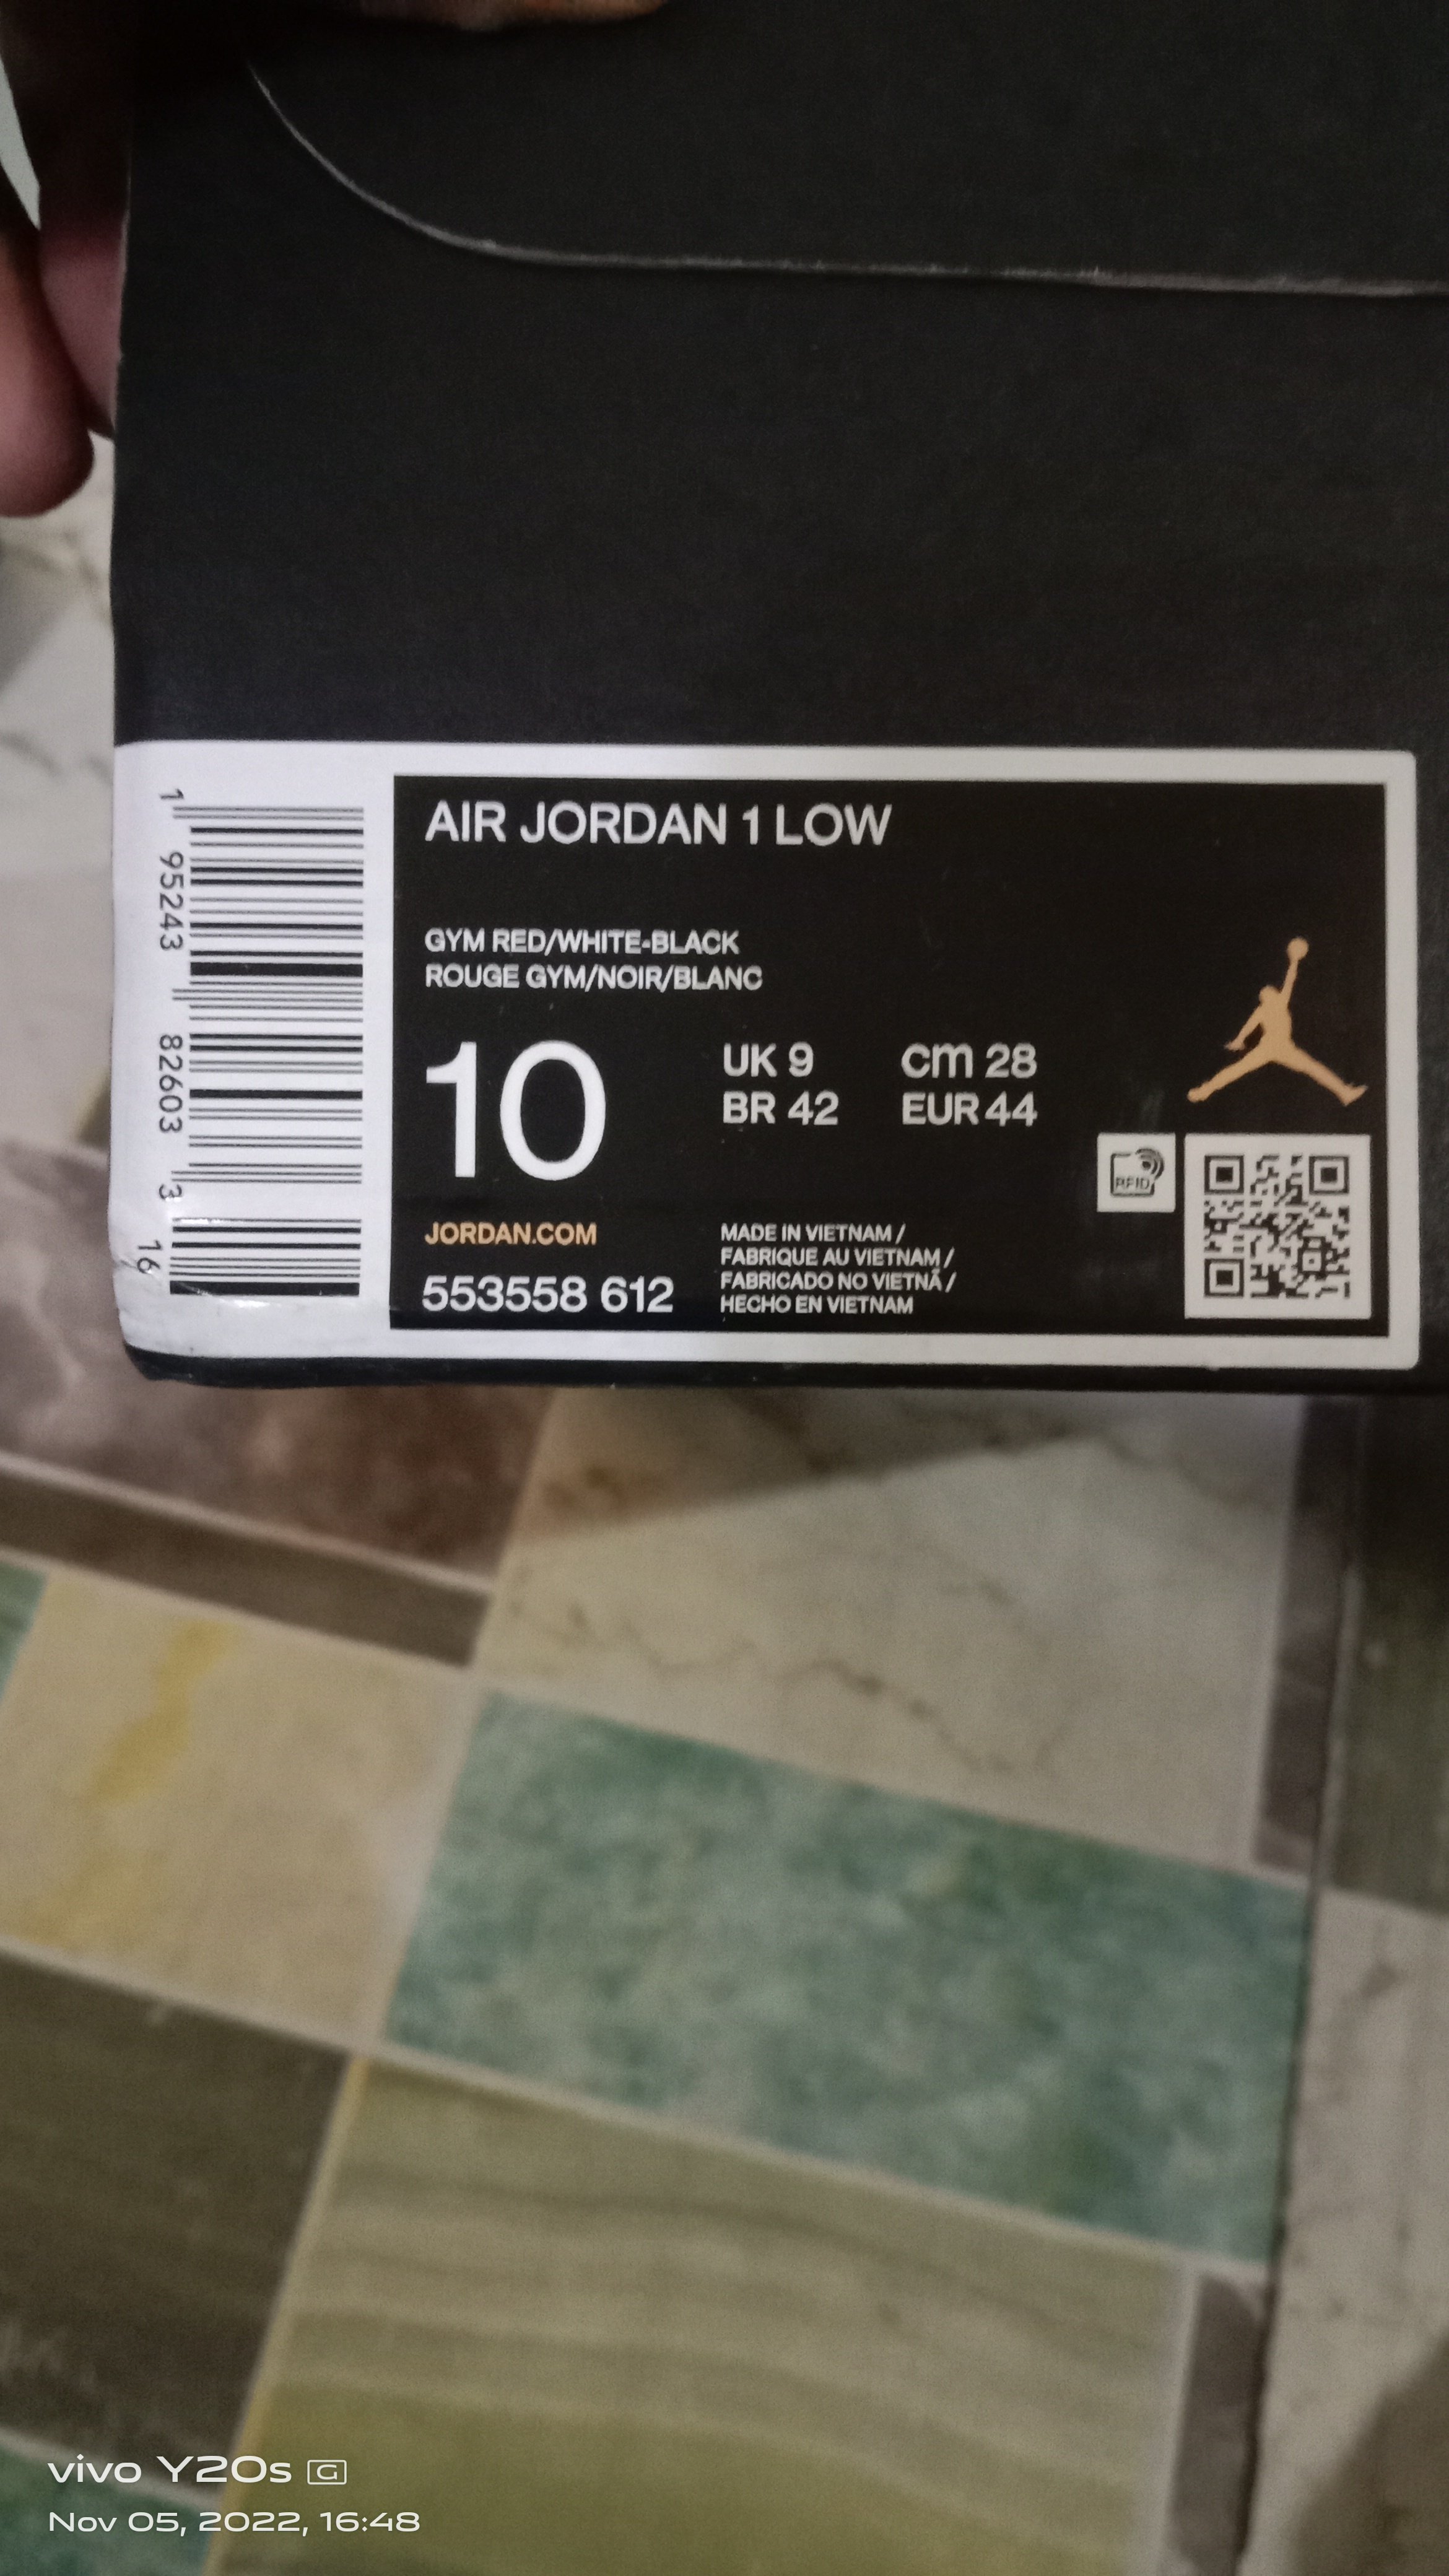 AIR JORDAN 1 LOW
GYM RED/WHITE-BLACK
ROUGE GYM/NOIR/BLANC
10
UK 9 cm 28
BR 42 EUR 44
JORDAN.COM
553558 612
MADE IN VIETNAM /
FABRIQUE AU VIETNAM /
FABRICADO NO VIETNÃ /
HECHO EN VIETNAM
RFID
1 95243 82603 3 16
vivo Y20s G
Nov 05, 2022, 16:48